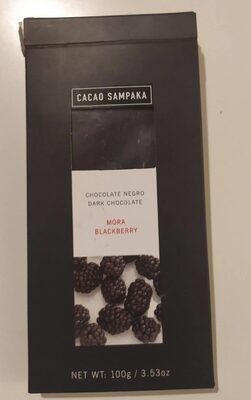 CACAO SAMPAKA
CHOCOLATE NEGRO
DARK CHOCOLATE
MORA
BLACKBERRY
NET WT: 100g / 3.53oz